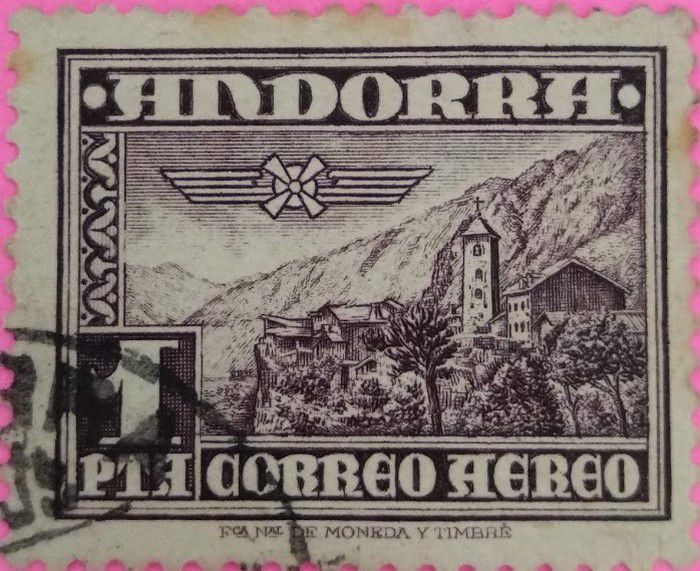 ·ANDORRA·
1
PTA CORREO AEREO
FCA NAL DE MONEDA Y TIMBRE